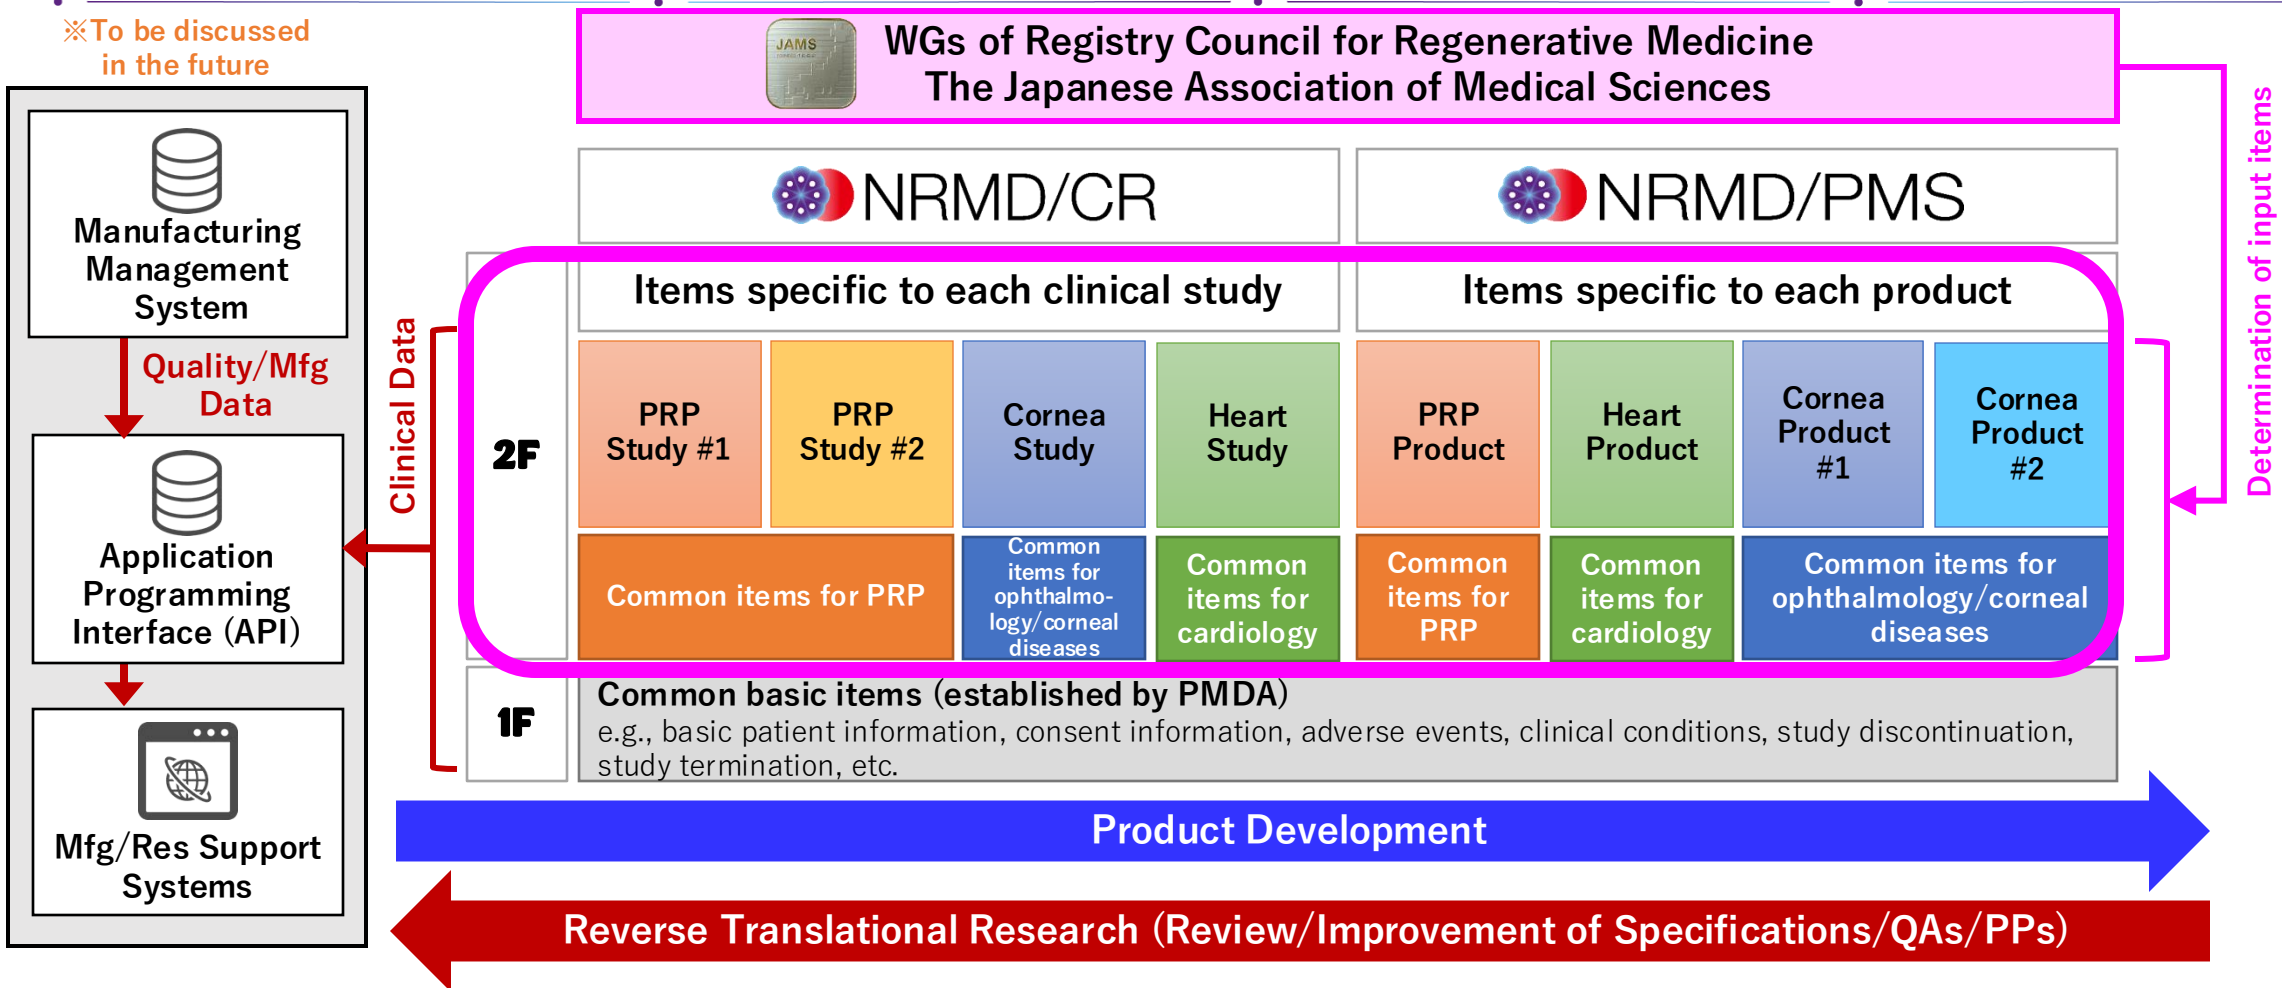 ※To be discussed
in the future
JAMS
WGs of Registry Council for Regenerative Medicine
The Japanese Association of Medical Sciences
Manufacturing
Management
System
Quality/Mfg
Data
Application
Programming
Interface (API)
Mfg/Res Support
Systems
Clinical Data
NRMD/CR
NRMD/PMS
Determination of input items
2F
Items specific to each clinical study
Items specific to each product
PRP
Study #1
PRP
Study #2
Cornea
Study
Heart
Study
PRP
Product
Heart
Product
Cornea
Product
#1
Cornea
Product
#2
Common items for PRP
Common
items for
ophthalmo-
logy/corneal
diseases
Common
items for
cardiology
Common
items for
PRP
Common
items for
cardiology
Common items for
ophthalmology/corneal
diseases
1F
Common basic items (established by PMDA)
e.g., basic patient information, consent information, adverse events, clinical conditions, study discontinuation,
study termination, etc.
Product Development
Reverse Translational Research (Review/Improvement of Specifications/QAs/PPs)